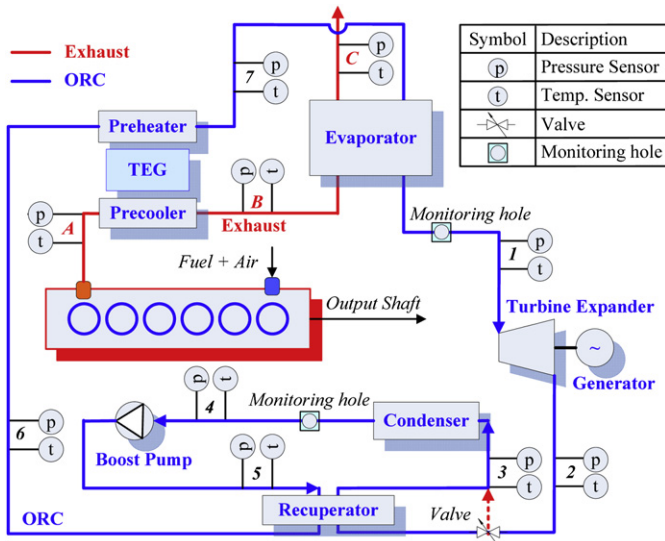 Exhaust
ORC
7
p
t
C
p
t
Symbol Description
p Pressure Sensor
t Temp. Sensor
Valve
Monitoring hole
Preheater
TEG
Precooler
Evaporator
p
t
A
p
t
B
Exhaust
Monitoring hole
1
p
t
Fuel + Air
Output Shaft
Turbine Expander
~
Generator
p
t
4
Monitoring hole
Condenser
Boost Pump
6
p
t
p
t
5
3
p
t
2
p
t
Recuperator
Valve
ORC